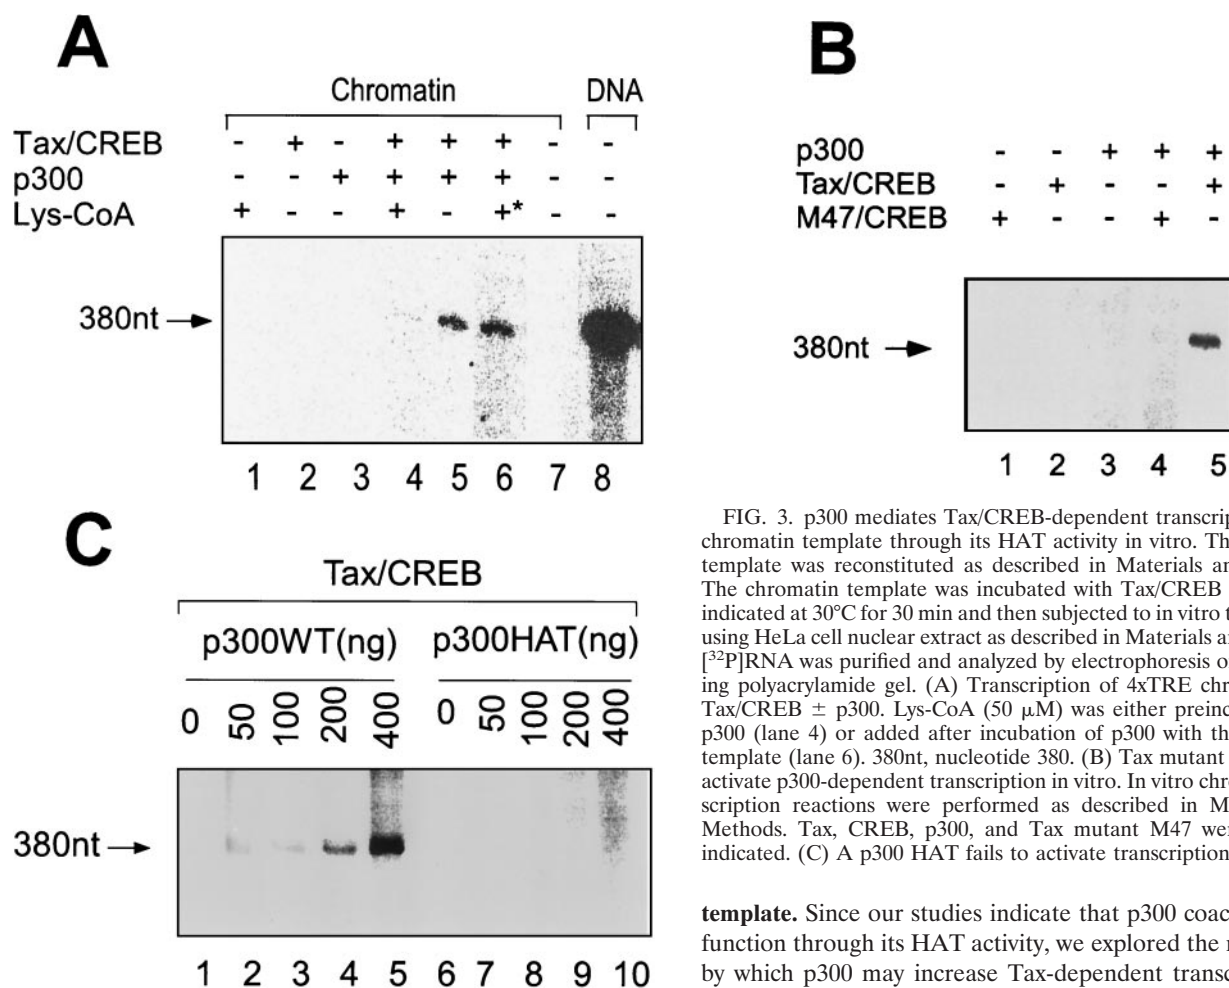 A
Chromatin DNA
Tax/CREB - + - + + + - -
p300 - - + + + + - -
Lys-CoA + - - + - +* - -
380nt
1 2 3 4 5 6 7 8
B
p300 - - + + +
Tax/CREB - + - - +
M47/CREB + - - + -
380nt
1 2 3 4 5
C
Tax/CREB
p300WT(ng) p300HAT(ng)
0 50 100 200 400 0 50 100 200 400
380nt
1 2 3 4 5 6 7 8 9 10
FIG. 3. p300 mediates Tax/CREB-dependent transcrip
chromatin template through its HAT activity in vitro. Th
template was reconstituted as described in Materials an
The chromatin template was incubated with Tax/CREB
indicated at 30°C for 30 min and then subjected to in vitro t
using HeLa cell nuclear extract as described in Materials a
[32P]RNA was purified and analyzed by electrophoresis o
ing polyacrylamide gel. (A) Transcription of 4xTRE chr
Tax/CREB ± p300. Lys-CoA (50 μM) was either preinc
p300 (lane 4) or added after incubation of p300 with th
template (lane 6). 380nt, nucleotide 380. (B) Tax mutant
activate p300-dependent transcription in vitro. In vitro chr
scription reactions were performed as described in M
Methods. Tax, CREB, p300, and Tax mutant M47 wer
indicated. (C) A p300 HAT fails to activate transcription
template. Since our studies indicate that p300 coac
function through its HAT activity, we explored the r
by which p300 may increase Tax-dependent transc